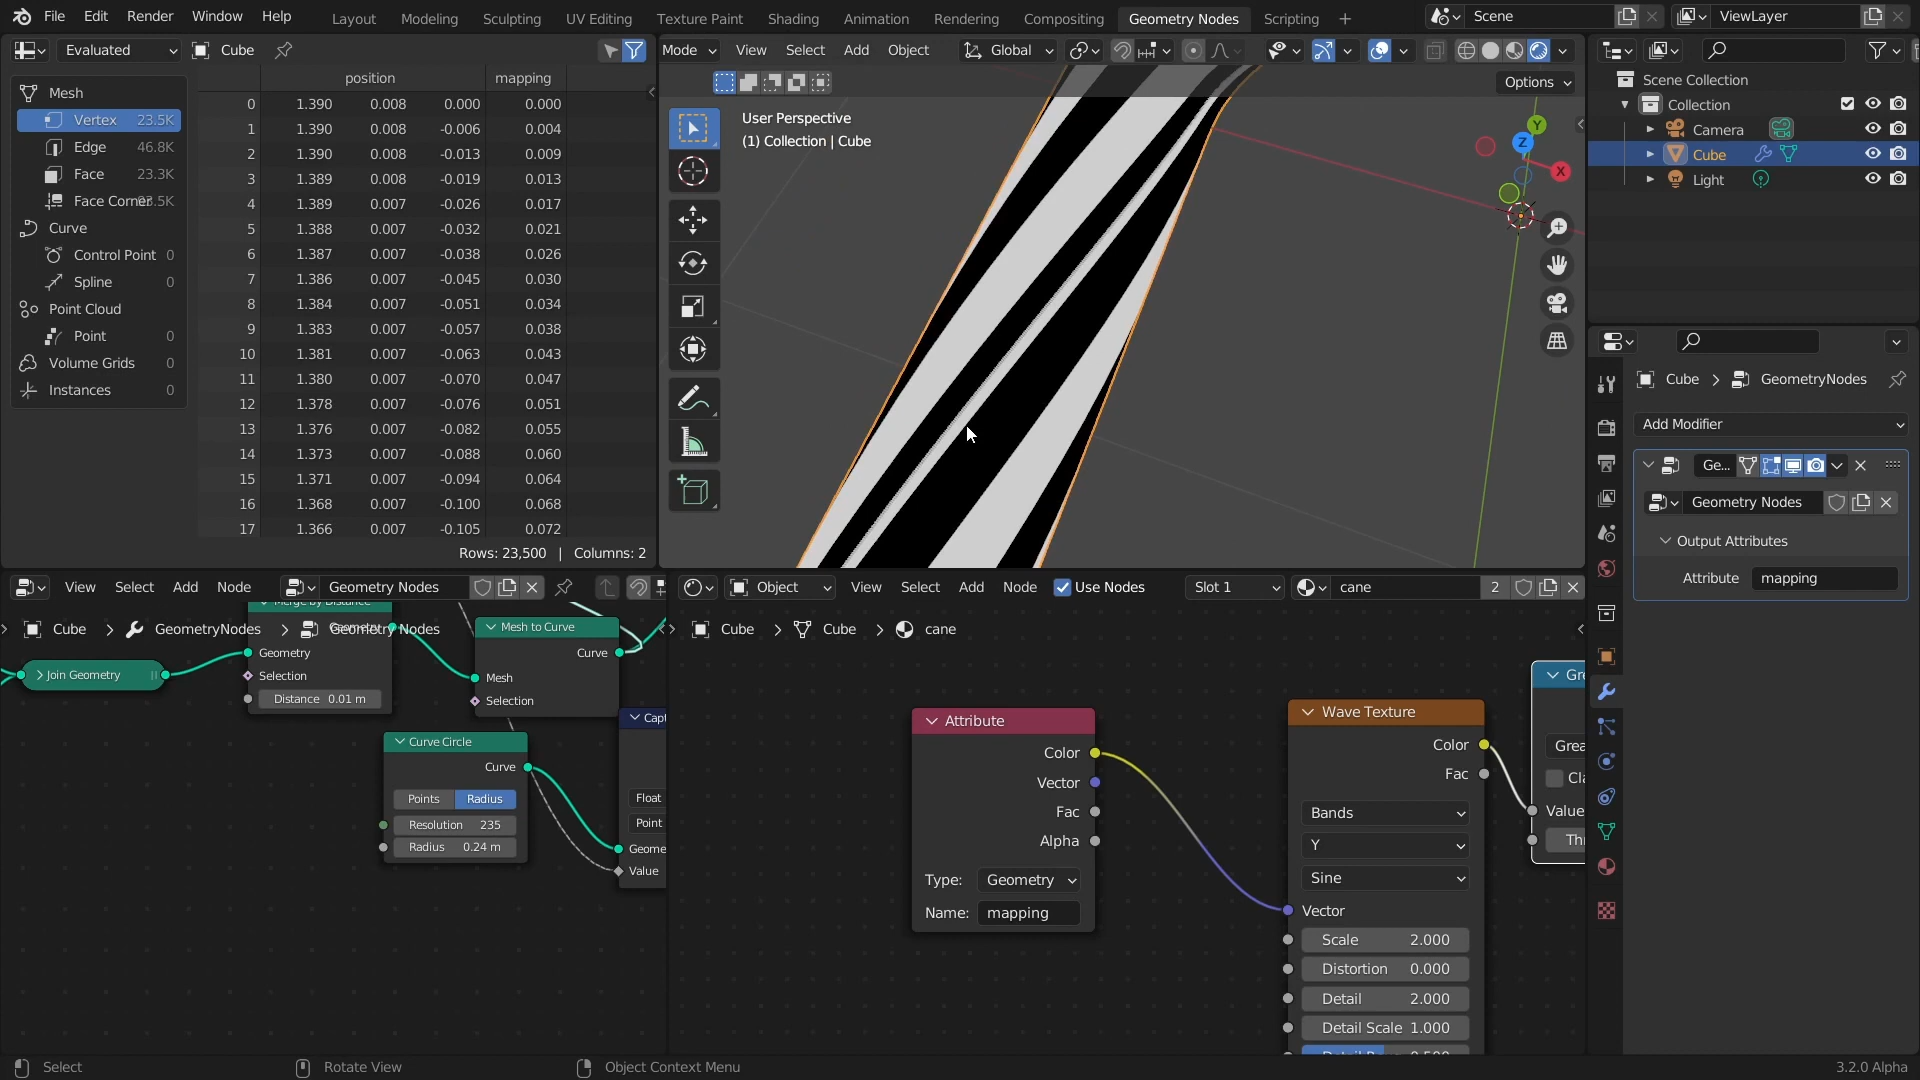 File Edit Render Window Help Layout Modeling Sculpting UV Editing Texture Paint Shading Animation Rendering Compositing Geometry Nodes Scripting Scene ViewLayer
Evaluated Cube
Mode View Select Add Object Global
Options
position mapping
Mesh
Vertex 23.5K
Edge 46.8K
Face 23.3K
Face Corner 93.5K
Curve
Control Point 0
Spline 0
Point Cloud
Point 0
Volume Grids 0
Instances 0
0 1.390 0.008 0.000 0.000
1 1.390 0.008 -0.006 0.004
2 1.390 0.008 -0.013 0.009
3 1.389 0.008 -0.019 0.013
4 1.389 0.007 -0.026 0.017
5 1.388 0.007 -0.032 0.021
6 1.387 0.007 -0.038 0.026
7 1.386 0.007 -0.045 0.030
8 1.384 0.007 -0.051 0.034
9 1.383 0.007 -0.057 0.038
10 1.381 0.007 -0.063 0.043
11 1.380 0.007 -0.070 0.047
12 1.378 0.007 -0.076 0.051
13 1.376 0.007 -0.082 0.055
14 1.373 0.007 -0.088 0.060
15 1.371 0.007 -0.094 0.064
16 1.368 0.007 -0.100 0.068
17 1.366 0.007 -0.105 0.072
Rows: 23,500 | Columns: 2
User Perspective
(1) Collection | Cube
Y
Z
X
Scene Collection
Collection
Camera
Cube
Light
Cube > GeometryNodes
Add Modifier
Ge...
Geometry Nodes
Output Attributes
Attribute mapping
View Select Add Node Geometry Nodes
Cube > GeometryNodes > Geometry Nodes
Merge by Distance
Geometry
Geometry
Selection
Distance 0.01 m
Join Geometry
Mesh to Curve
Curve
Mesh
Selection
Curve Circle
Curve
Points Radius
Resolution 235
Radius 0.24 m
Capt
Float
Point
Geome
Value
Object View Select Add Node Use Nodes Slot 1 cane 2
Cube > Cube > cane
Attribute
Color
Vector
Fac
Alpha
Type: Geometry
Name: mapping
Wave Texture
Color
Fac
Bands
Y
Sine
Vector
Scale 2.000
Distortion 0.000
Detail 2.000
Detail Scale 1.000
Gre
Grea
Cla
Value
Thr
Select Rotate View Object Context Menu 3.2.0 Alpha